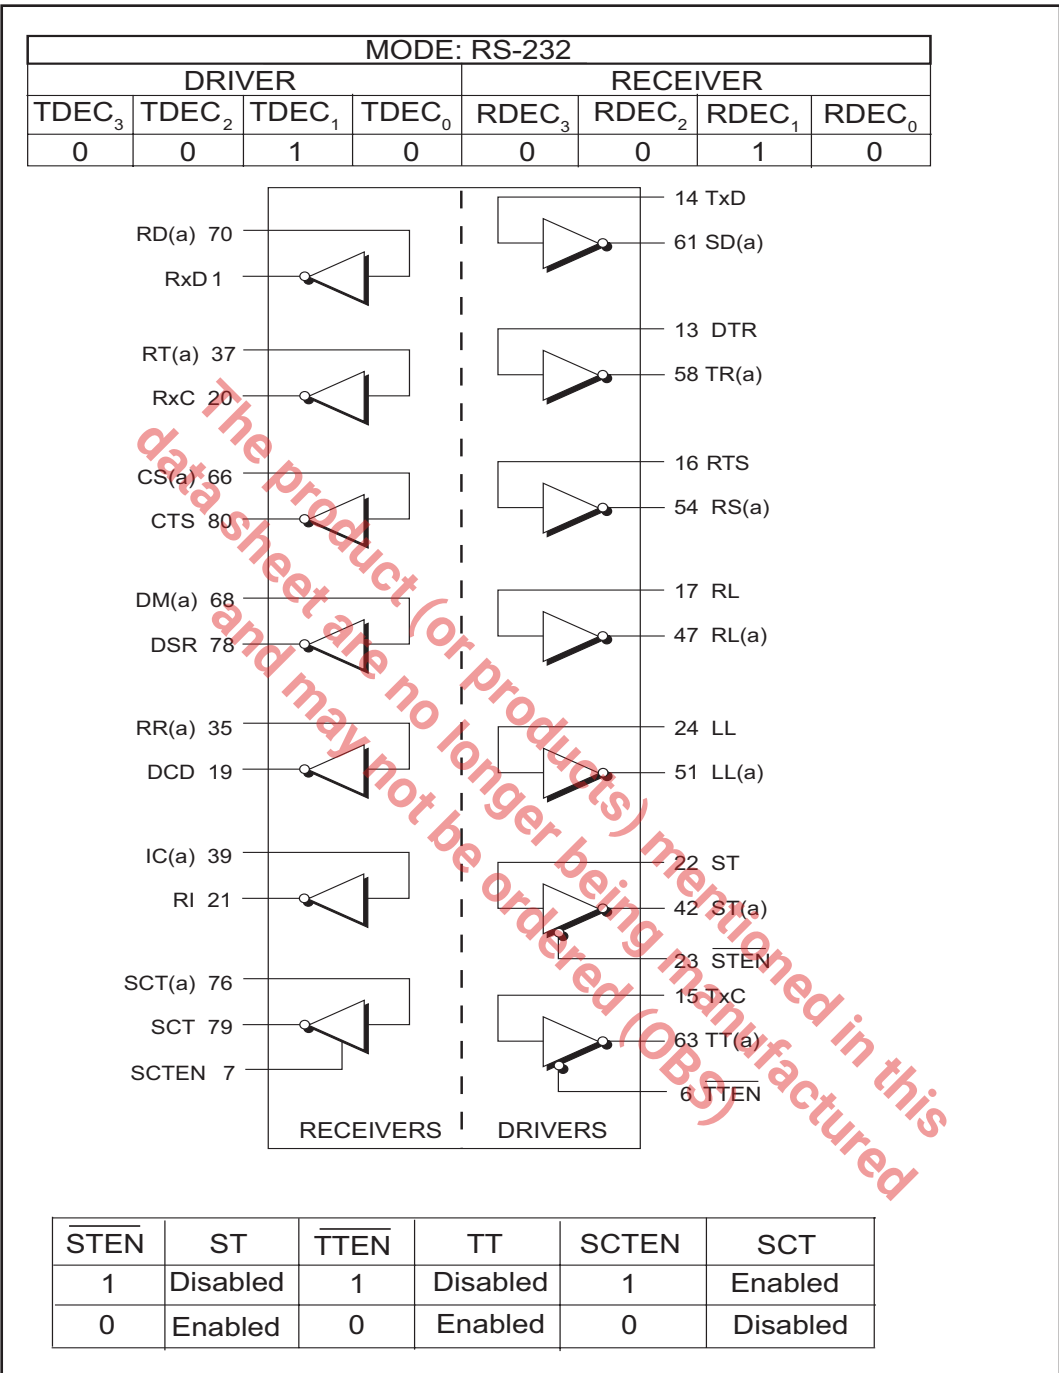 MODE: RS-232
DRIVER RECEIVER
TDEC3 TDEC2 TDEC1 TDEC0 RDEC3 RDEC2 RDEC1 RDEC0
0 0 1 0 0 0 1 0
14 TxD
RD(a) 70
61 SD(a)
RxD 1
13 DTR
RT(a) 37
58 TR(a)
RxC 20
16 RTS
CS(a) 66
54 RS(a)
CTS 80
17 RL
DM(a) 68
47 RL(a)
DSR 78
RR(a) 35
24 LL
DCD 19
51 LL(a)
IC(a) 39
22 ST
RI 21
42 ST(a)
23 STEN
SCT(a) 76
15 TxC
SCT 79
63 TT(a)
SCTEN 7
6 TTEN
RECEIVERS DRIVERS
The product (or products) mentioned in this
data sheet are no longer being manufactured
and may not be ordered (OBS)
STEN ST TTEN TT SCTEN SCT
1 Disabled 1 Disabled 1 Enabled
0 Enabled 0 Enabled 0 Disabled